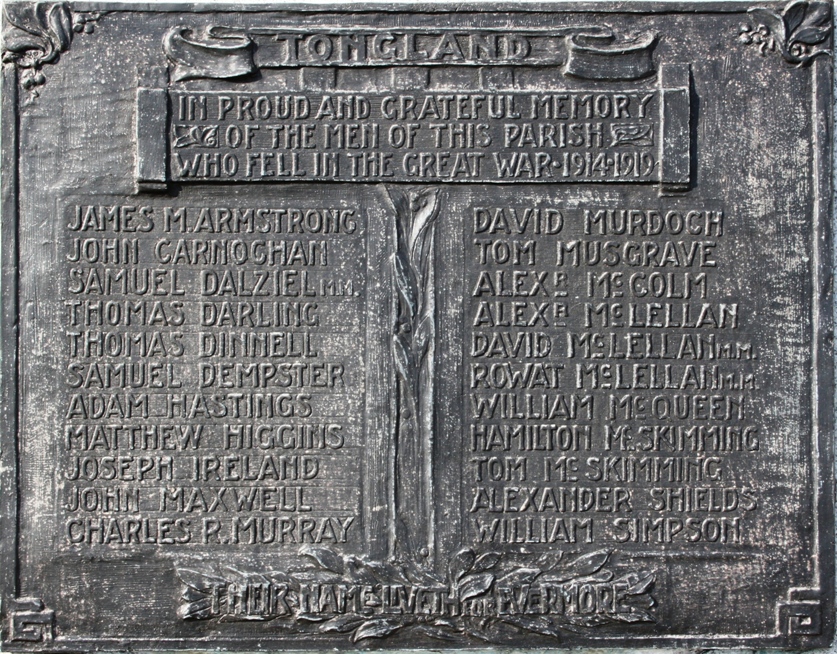 TONGLAND
IN PROUD AND GRATEFUL MEMORY
OF THE MEN OF THIS PARISH
WHO FELL IN THE GREAT WAR·1914·1919
JAMES M. ARMSTRONG
JOHN CARNOGHAN
SAMUEL DALZIEL M.M.
THOMAS DARLING
THOMAS DINNELL
SAMUEL DEMPSTER
ADAM HASTINGS
MATTHEW HIGGINS
JOSEPH IRELAND
JOHN MAXWELL
CHARLES R. MURRAY
DAVID MURDOCH
TOM MUSGRAVE
ALEXR McCOLM
ALEXR McLELLAN
DAVID McLELLAN M.M.
ROWAT McLELLAN M.M.
WILLIAM McQUEEN
HAMILTON McSKIMMING
TOM McSKIMMING
ALEXANDER SHIELDS
WILLIAM SIMPSON
THEIR NAME LIVETH FOR EVERMORE